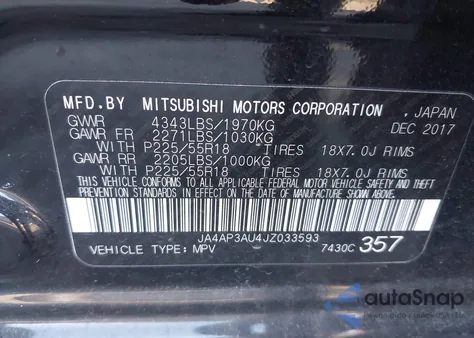 MFD.BY MITSUBISHI MOTORS CORPORATION , JAPAN
GVWR 4343LBS/1970KG DEC 2017
GAWR FR 2271LBS/1030KG
WITH P225/55R18 TIRES 18X7.0J RIMS
GAWR RR 2205LBS/1000KG
WITH P225/55R18 TIRES 18X7.0J RIMS
THIS VEHICLE CONFORMS TO ALL APPLICABLE FEDERAL MOTOR VEHICLE SAFETY, BUMPER, AND THEFT
PREVENTION STANDARDS IN EFFECT ON THE DATE OF MANUFACTURE SHOWN ABOVE.
JA4AP3AU4JZ033593
VEHICLE TYPE: MPV 7430C 357
autoSnap